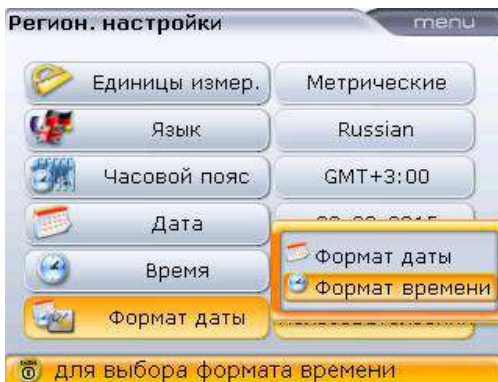 Регион. настройки
menu
Единицы измер.
Метрические
Язык
Russian
Часовой пояс
GMT+3:00
Дата
Формат даты
Время
Формат времени
Формат даты
для выбора формата времени